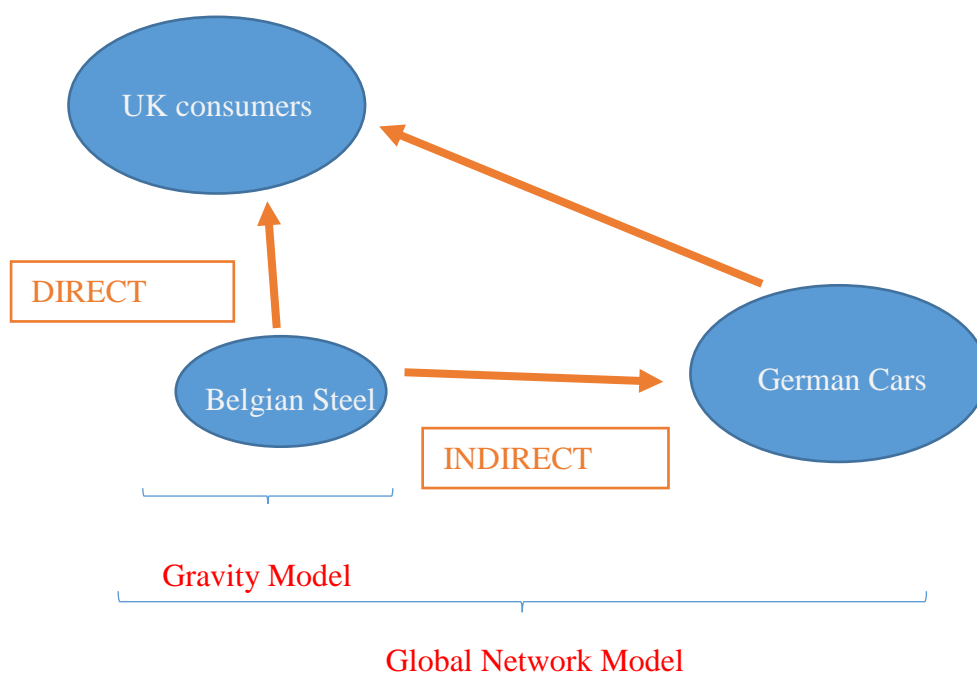 UK consumers
DIRECT
German Cars
Belgian Steel
INDIRECT
Gravity Model
Global Network Model